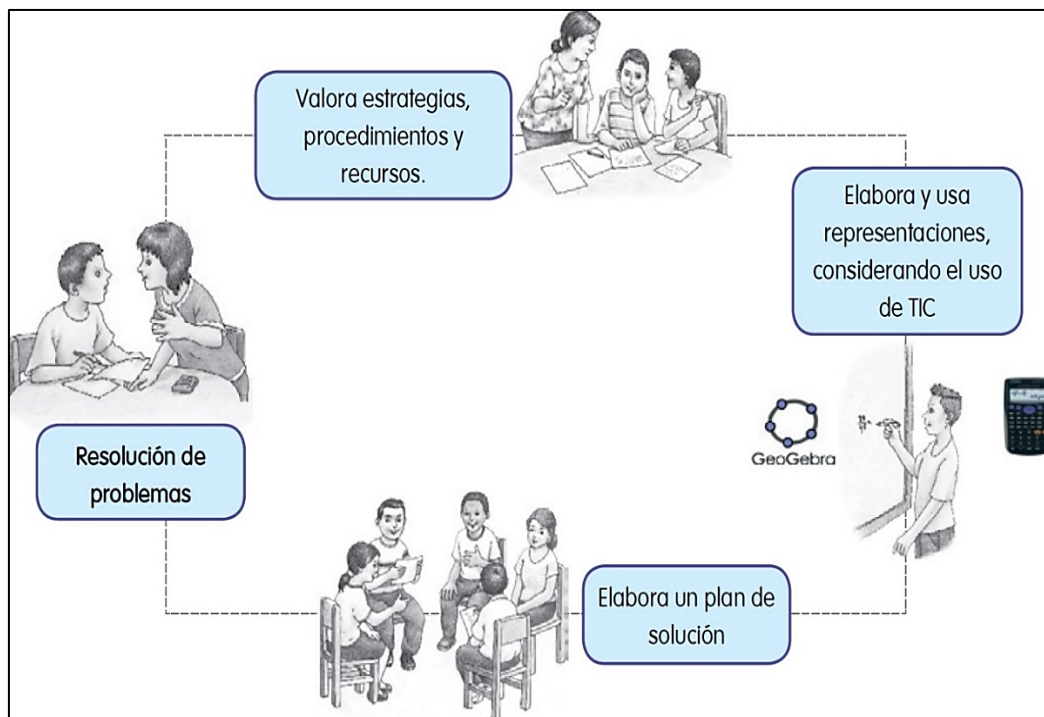 Valora estrategias,
procedimientos y
recursos.
Elabora y usa
representaciones,
considerando el uso
de TIC
GeoGebra
Resolución de
problemas
Elabora un plan de
solución